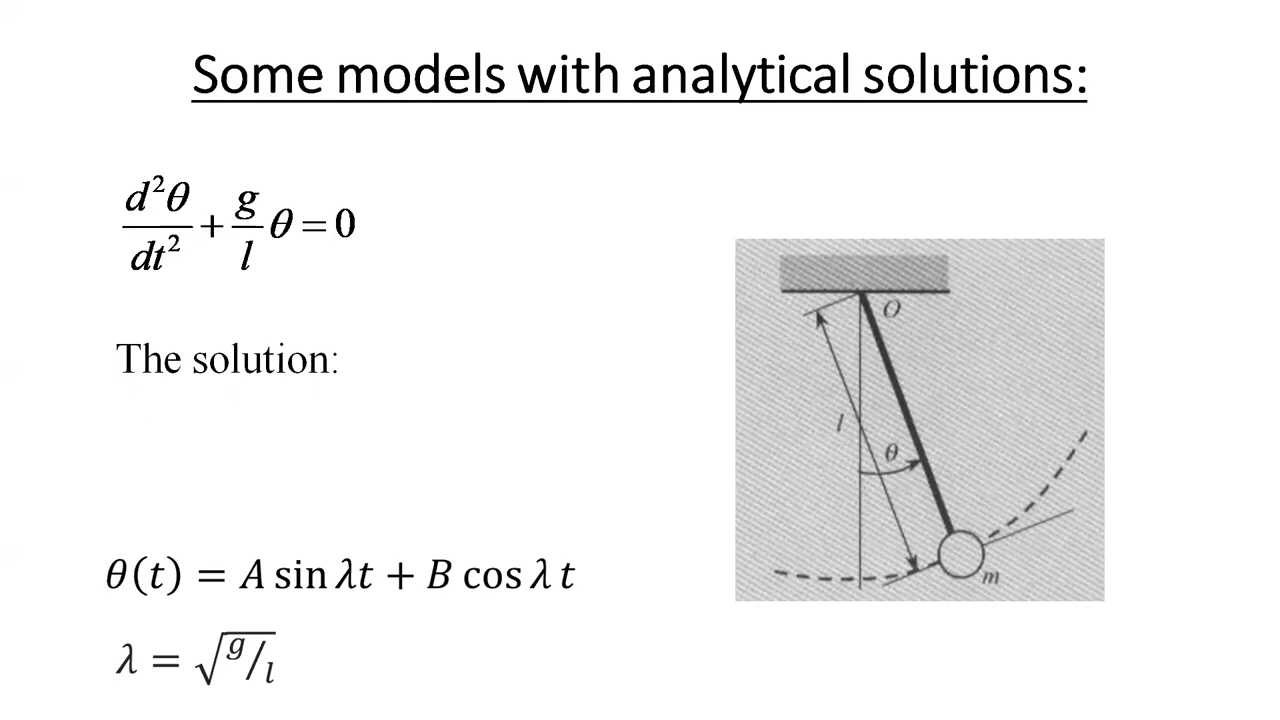 Some models with analytical solutions:
d²θ/dt² + g/l θ = 0
The solution:
θ(t) = A sin λt + B cos λ t
λ = √g/l
O
l
θ
m